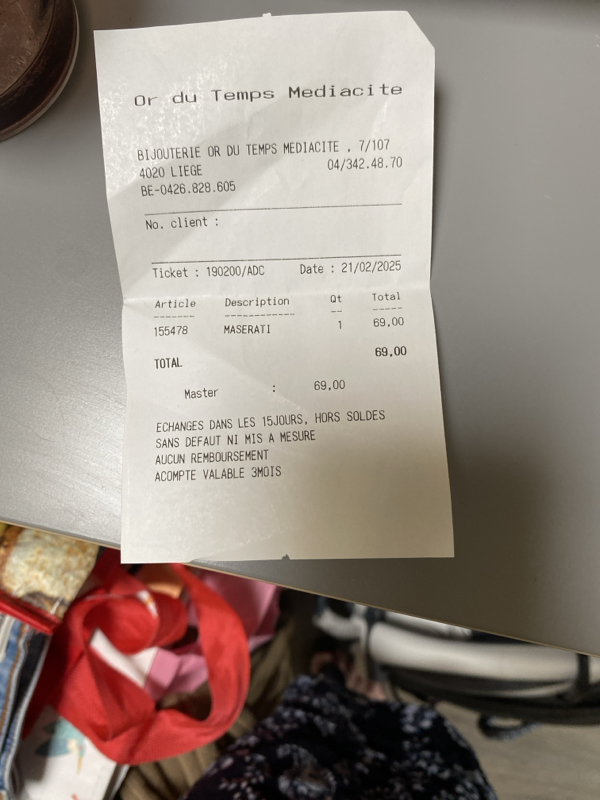 Or du Temps Mediacite
BIJOUTERIE OR DU TEMPS MEDIACITE , 7/107
4020 LIEGE 04/342.48.70
BE-0426.828.605
No. client :
Ticket : 190200/ADC Date : 21/02/2025
Article Description Qt Total
155478 MASERATI 1 69,00
TOTAL 69,00
Master : 69,00
ECHANGES DANS LES 15JOURS, HORS SOLDES
SANS DEFAUT NI MIS A MESURE
AUCUN REMBOURSEMENT
ACOMPTE VALABLE 3MOIS